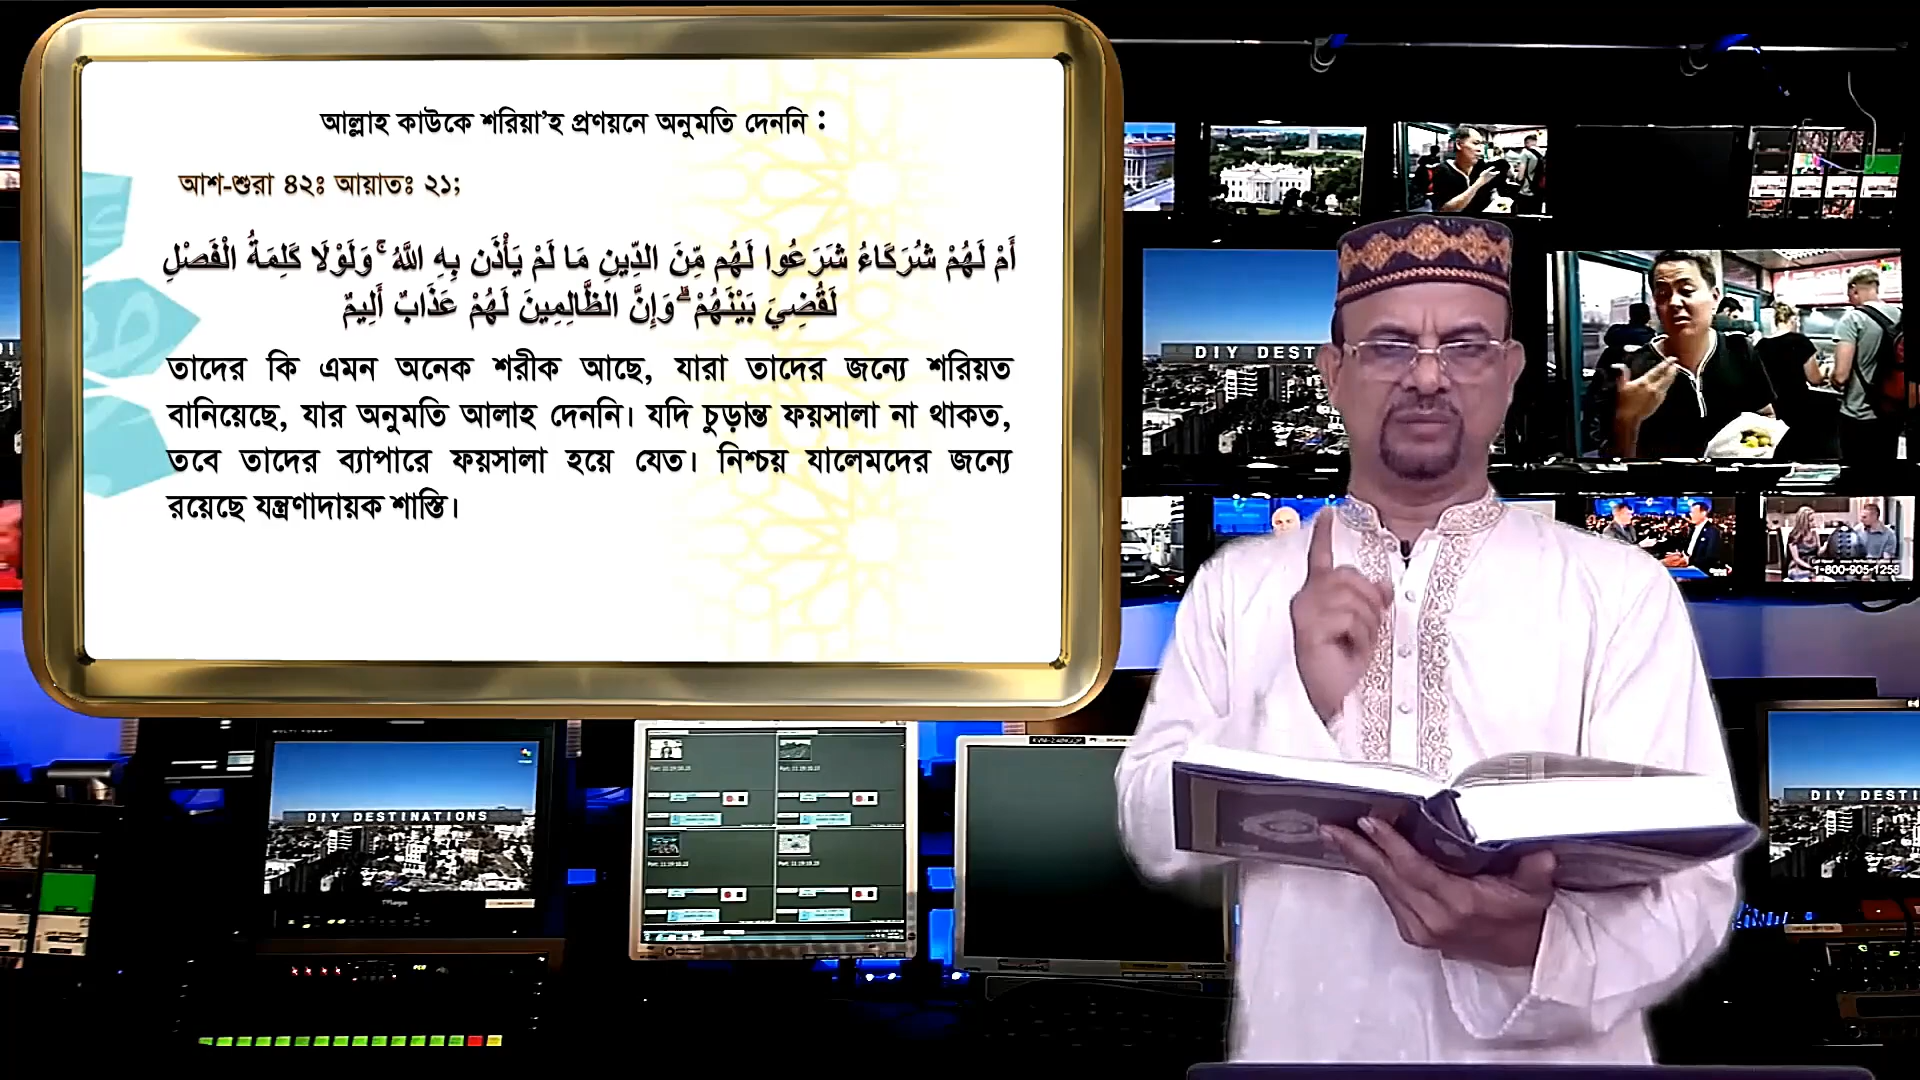 আল্লাহ কাউকে শরিয়া’হ প্রণয়নে অনুমতি দেননি :
আশ-শুরা ৪২ঃ আয়াতঃ ২১;
أَمْ لَهُمْ شُرَكَاءُ شَرَعُوا لَهُم مِّنَ الدِّينِ مَا لَمْ يَأْذَن بِهِ اللَّهُ ۚ وَلَوْلَا كَلِمَةُ الْفَصْلِ
لَقُضِيَ بَيْنَهُمْ ۗ وَإِنَّ الظَّالِمِينَ لَهُمْ عَذَابٌ أَلِيمٌ
তাদের কি এমন অনেক শরীক আছে, যারা তাদের জন্যে শরিয়ত
বানিয়েছে, যার অনুমতি আলাহ দেননি। যদি চুড়ান্ত ফয়সালা না থাকত,
তবে তাদের ব্যাপারে ফয়সালা হয়ে যেত। নিশ্চয় যালেমদের জন্যে
রয়েছে যন্ত্রণাদায়ক শাস্তি।
DIY DEST
1-800-905-1258
DIY DESTINATIONS
DIY DESTI